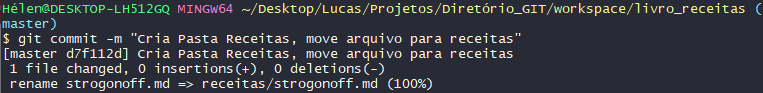 Hélen@DESKTOP-LH512GQ MINGW64 ~/Desktop/Lucas/Projetos/Diretório_GIT/workspace/livro_receitas (
master)
$ git commit -m "Cria Pasta Receitas, move arquivo para receitas"
[master d7f112d] Cria Pasta Receitas, move arquivo para receitas
 1 file changed, 0 insertions(+), 0 deletions(-)
 rename strogonoff.md => receitas/strogonoff.md (100%)